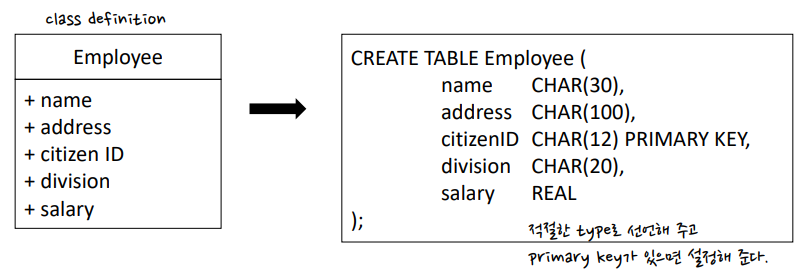 class definition
Employee
+ name
+ address
+ citizen ID
+ division
+ salary
CREATE TABLE Employee (
name CHAR(30),
address CHAR(100),
citizenID CHAR(12) PRIMARY KEY,
division CHAR(20),
salary REAL
);
적절한 type로 선언해 주고
primary key가 있으면 설정해 준다.